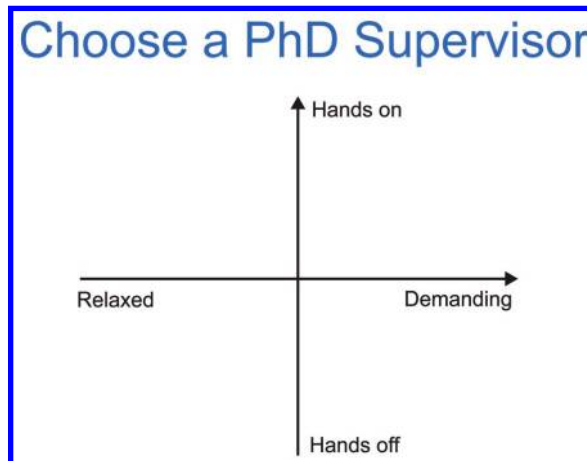 Choose a PhD Supervisor
Hands on
Relaxed
Demanding
Hands off